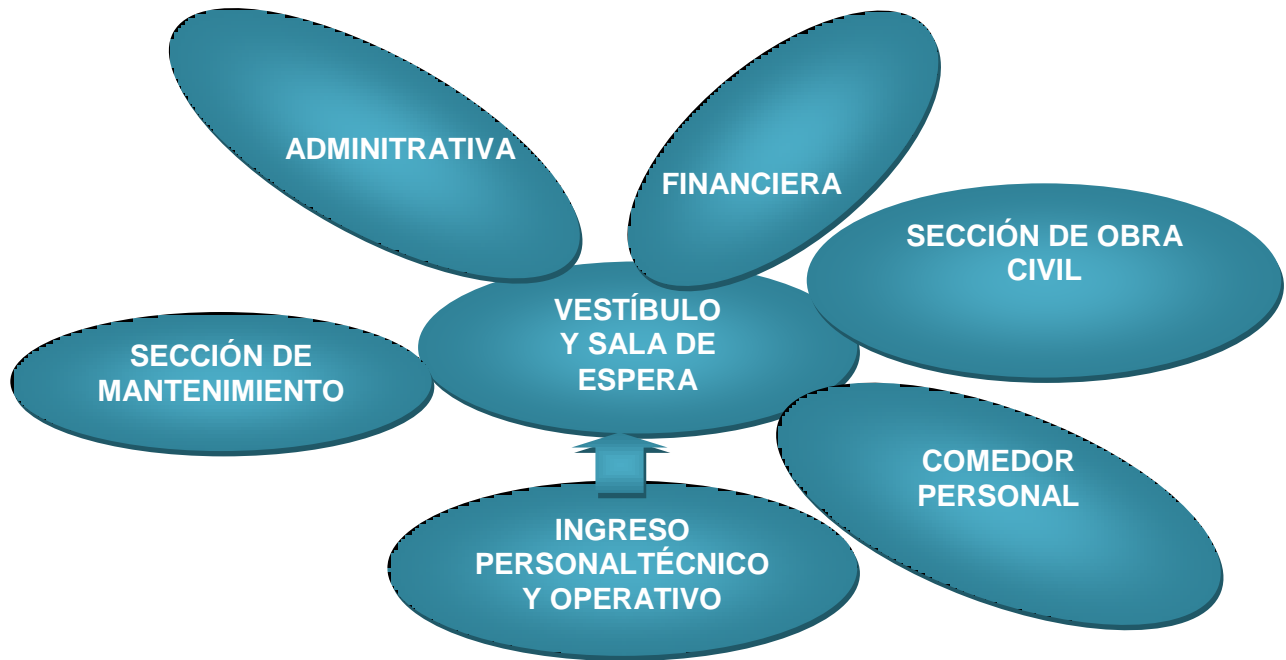 ADMINITRATIVA
FINANCIERA
SECCIÓN DE OBRA
CIVIL
VESTÍBULO
Y SALA DE
ESPERA
SECCIÓN DE
MANTENIMIENTO
COMEDOR
PERSONAL
INGRESO
PERSONALTÉCNICO
Y OPERATIVO